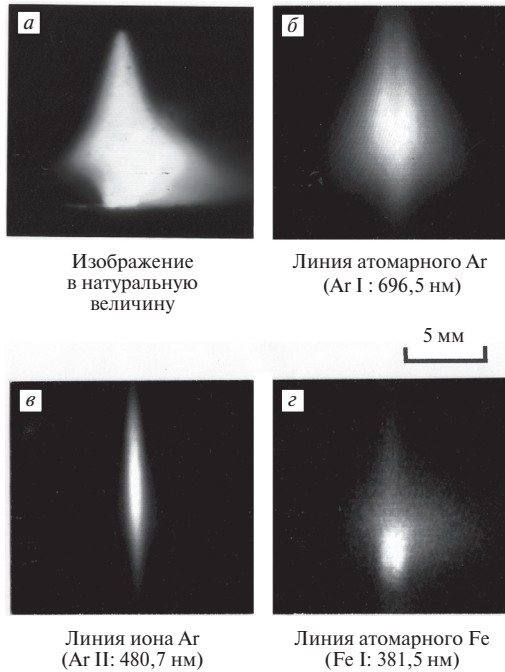 а
б
Изображение
в натуральную
величину
Линия атомарного Ar
(Ar I : 696,5 нм)
5 мм
в
г
Линия иона Ar
(Ar II: 480,7 нм)
Линия атомарного Fe
(Fe I: 381,5 нм)